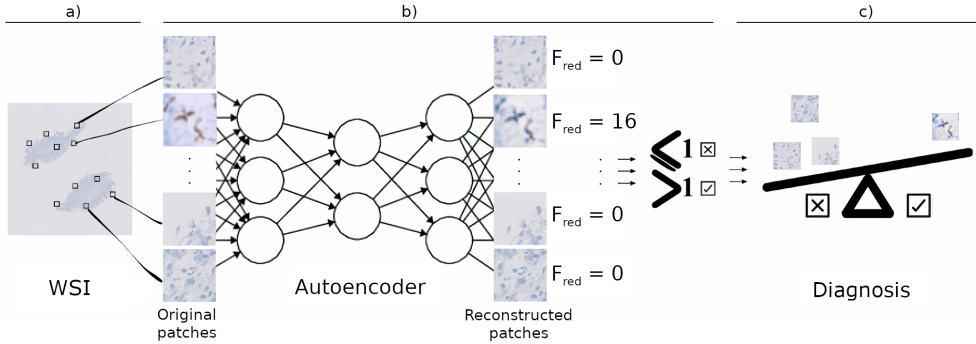 a)
b)
c)
F_red = 0
F_red = 16
≤1 ☒
>1 ☑
F_red = 0
F_red = 0
☒ ☑
WSI
Autoencoder
Diagnosis
Original
patches
Reconstructed
patches